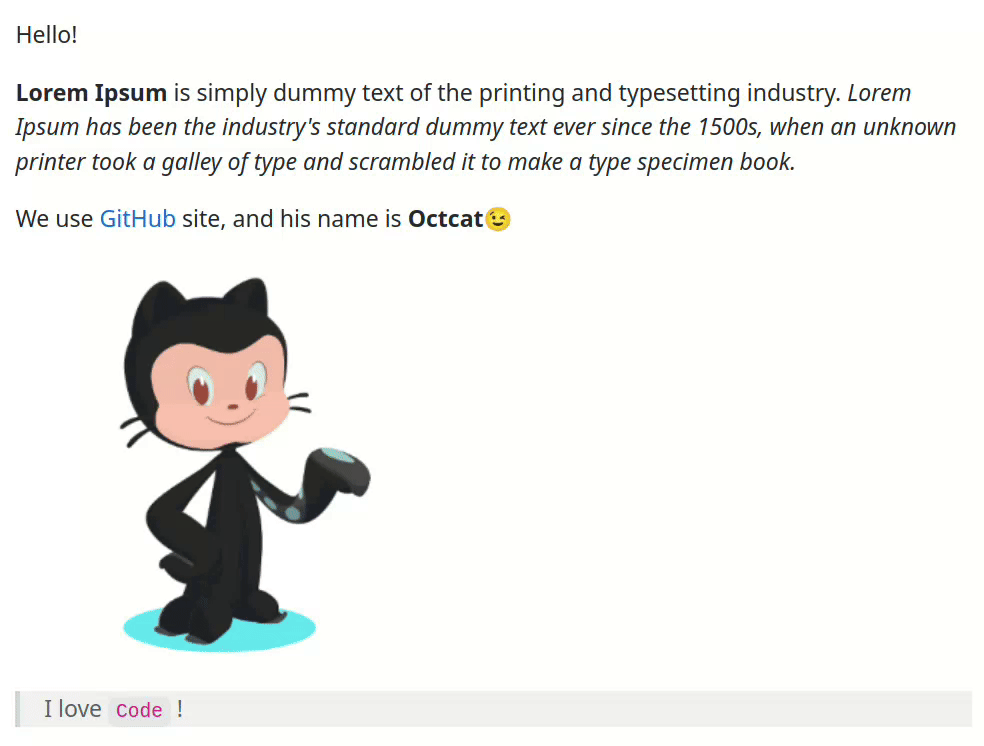 Hello!
Lorem Ipsum is simply dummy text of the printing and typesetting industry. Lorem
Ipsum has been the industry's standard dummy text ever since the 1500s, when an unknown
printer took a galley of type and scrambled it to make a type specimen book.
We use GitHub site, and his name is Octcat😉
I love Code !